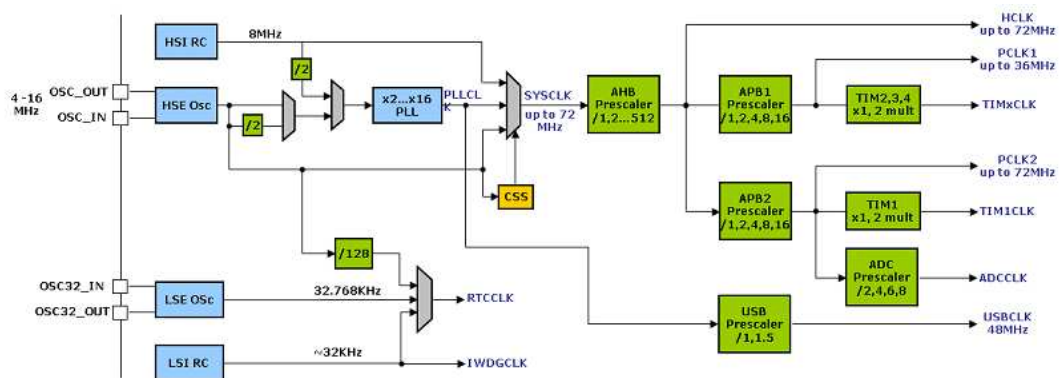 HSI RC
8MHz
/2
4 -16
MHz
OSC_OUT
OSC_IN
HSE Osc
/2
x2...x16
PLL
PLLCL
K
SYSCLK
up to 72
MHz
CSS
AHB
Prescaler
/1,2...512
HCLK
up to 72MHz
APB1
Prescaler
/1,2,4,8,16
PCLK1
up to 36MHz
TIM2,3,4
x1, 2 mult
TIMxCLK
APB2
Prescaler
/1,2,4,8,16
PCLK2
up to 72MHz
TIM1
x1, 2 mult
TIM1CLK
ADC
Prescaler
/2,4,6,8
ADCCLK
/128
OSC32_IN
OSC32_OUT
LSE OSc
32.768KHz
RTCCLK
USB
Prescaler
/1,1.5
USBCLK
48MHz
LSI RC
~32KHz
IWDGCLK